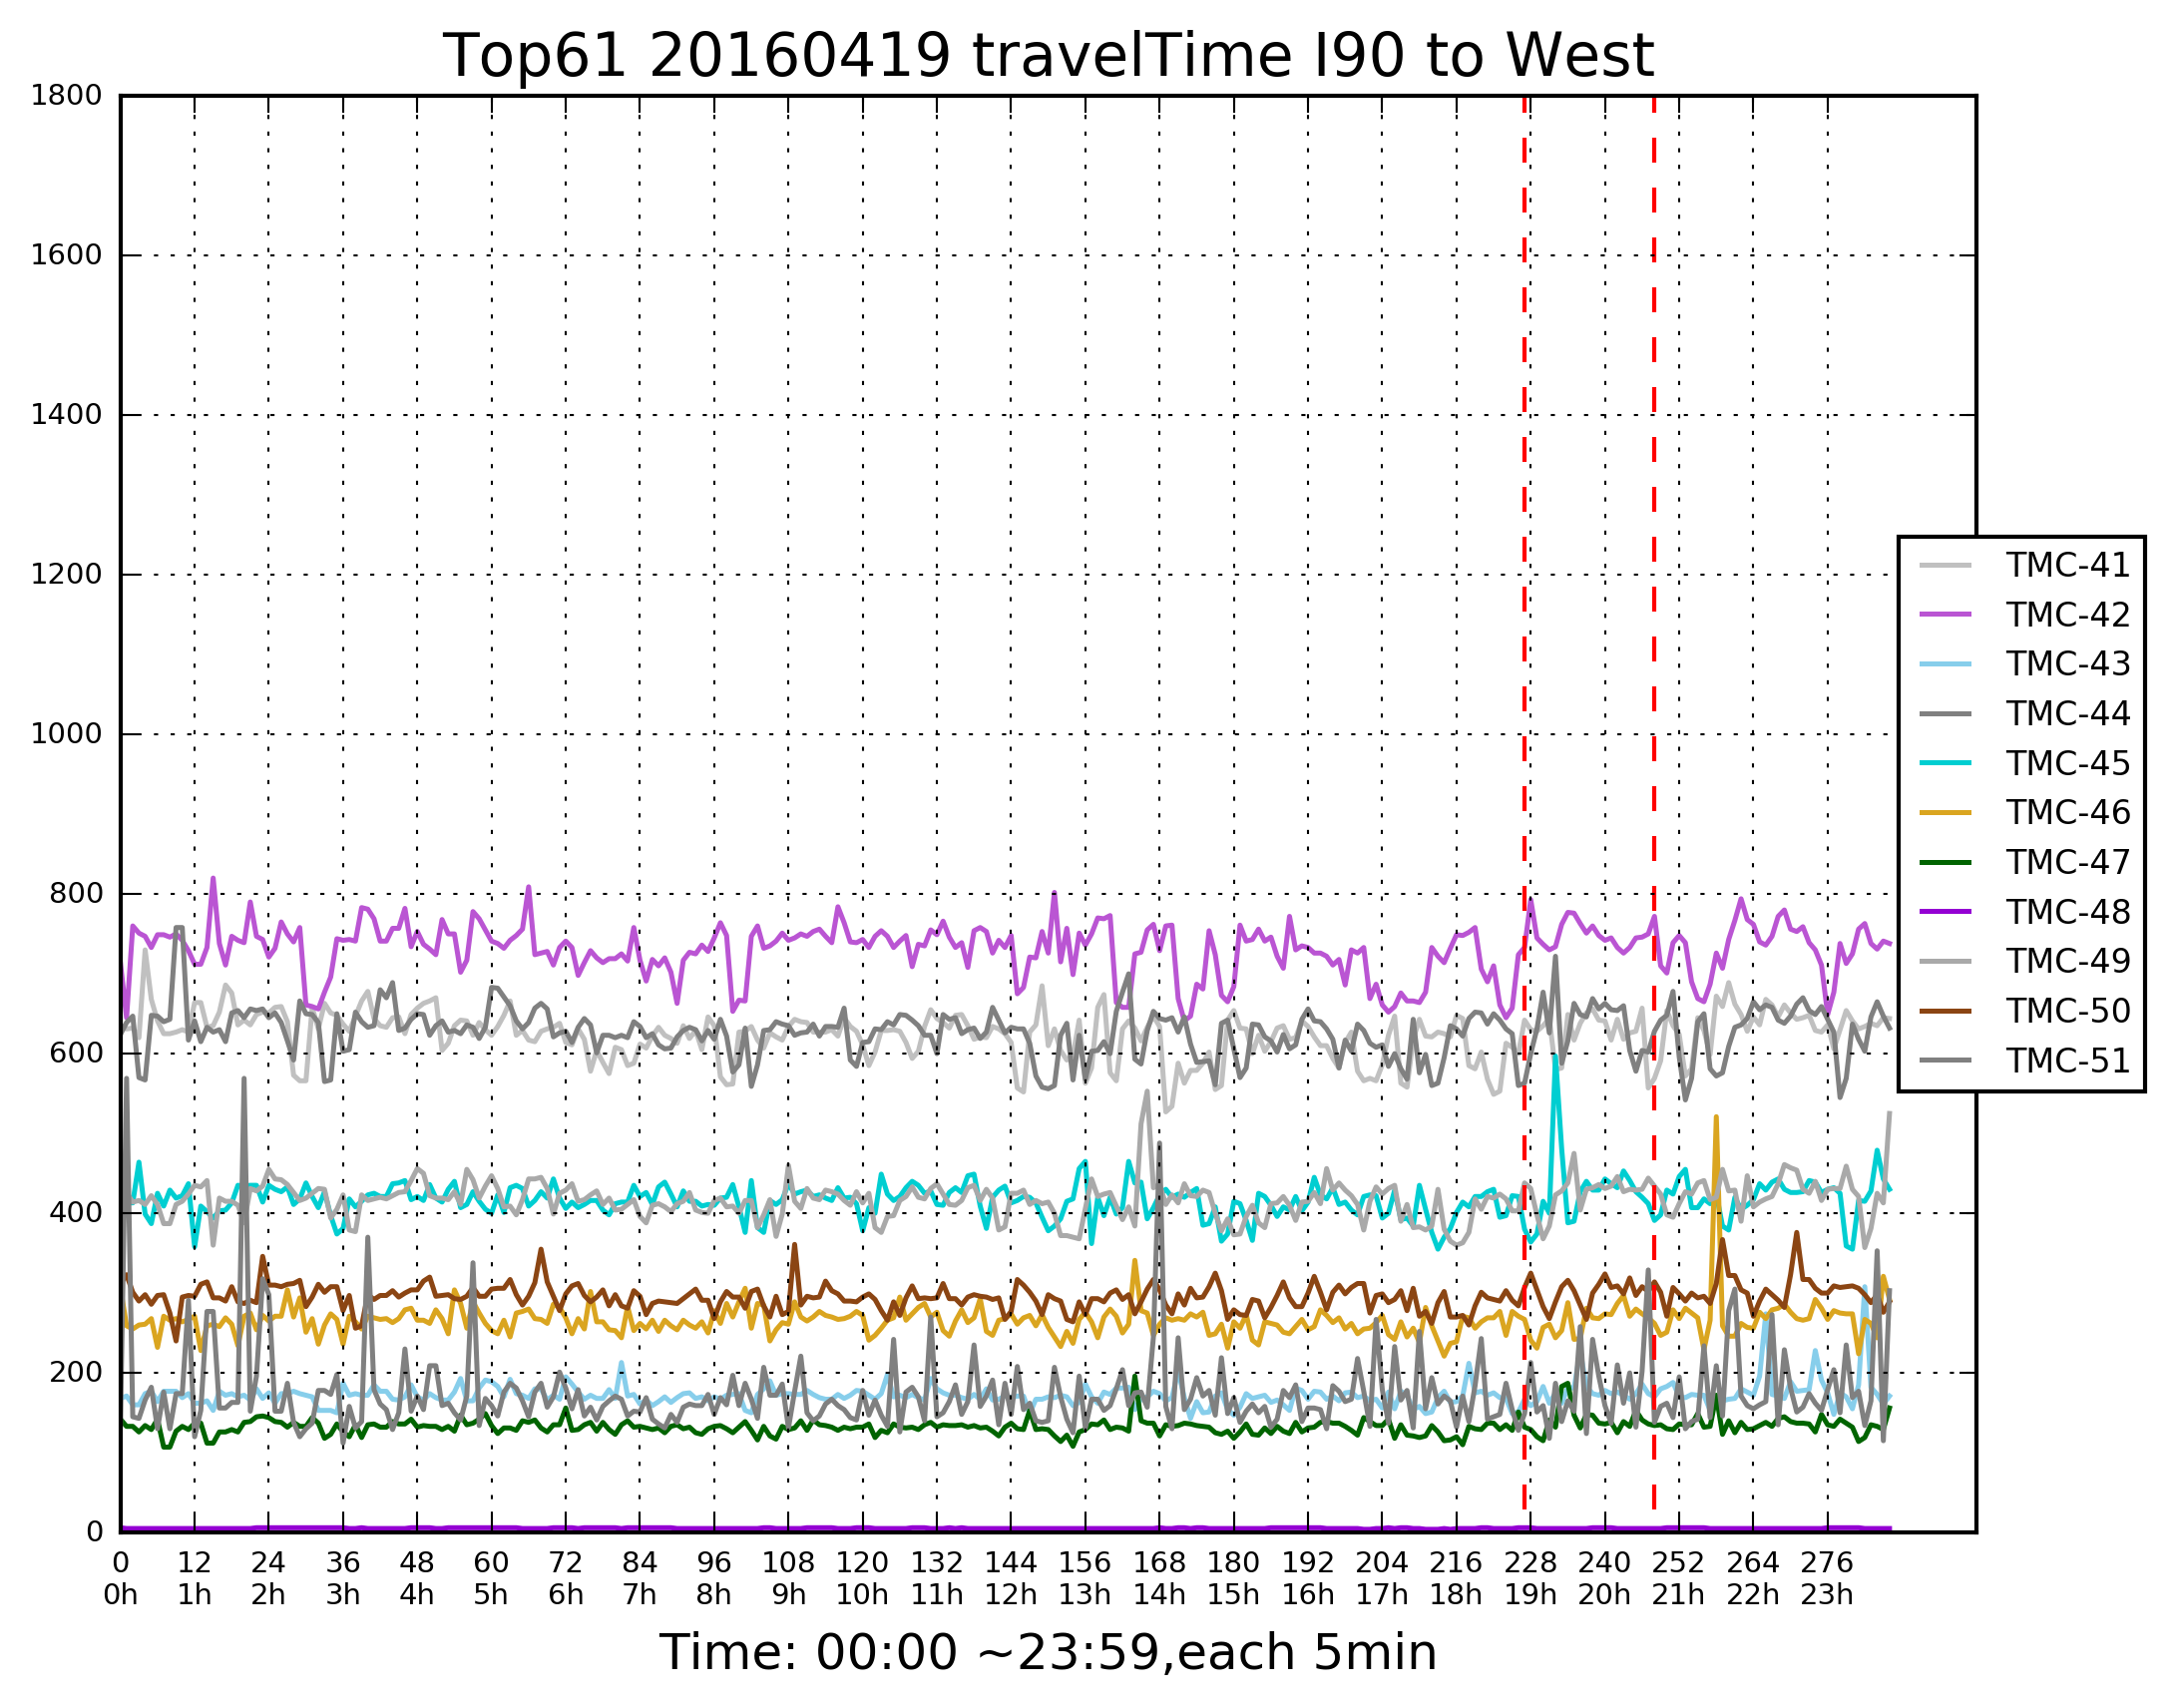 Top61 20160419 travelTime I90 to West
1800
1600
1400
1200
1000
800
600
400
200
0
TMC-41
TMC-42
TMC-43
TMC-44
TMC-45
TMC-46
TMC-47
TMC-48
TMC-49
TMC-50
TMC-51
0 12 24 36 48 60 72 84 96 108 120 132 144 156 168 180 192 204 216 228 240 252 264 276
0h 1h 2h 3h 4h 5h 6h 7h 8h 9h 10h 11h 12h 13h 14h 15h 16h 17h 18h 19h 20h 21h 22h 23h
Time: 00:00 ~23:59,each 5min